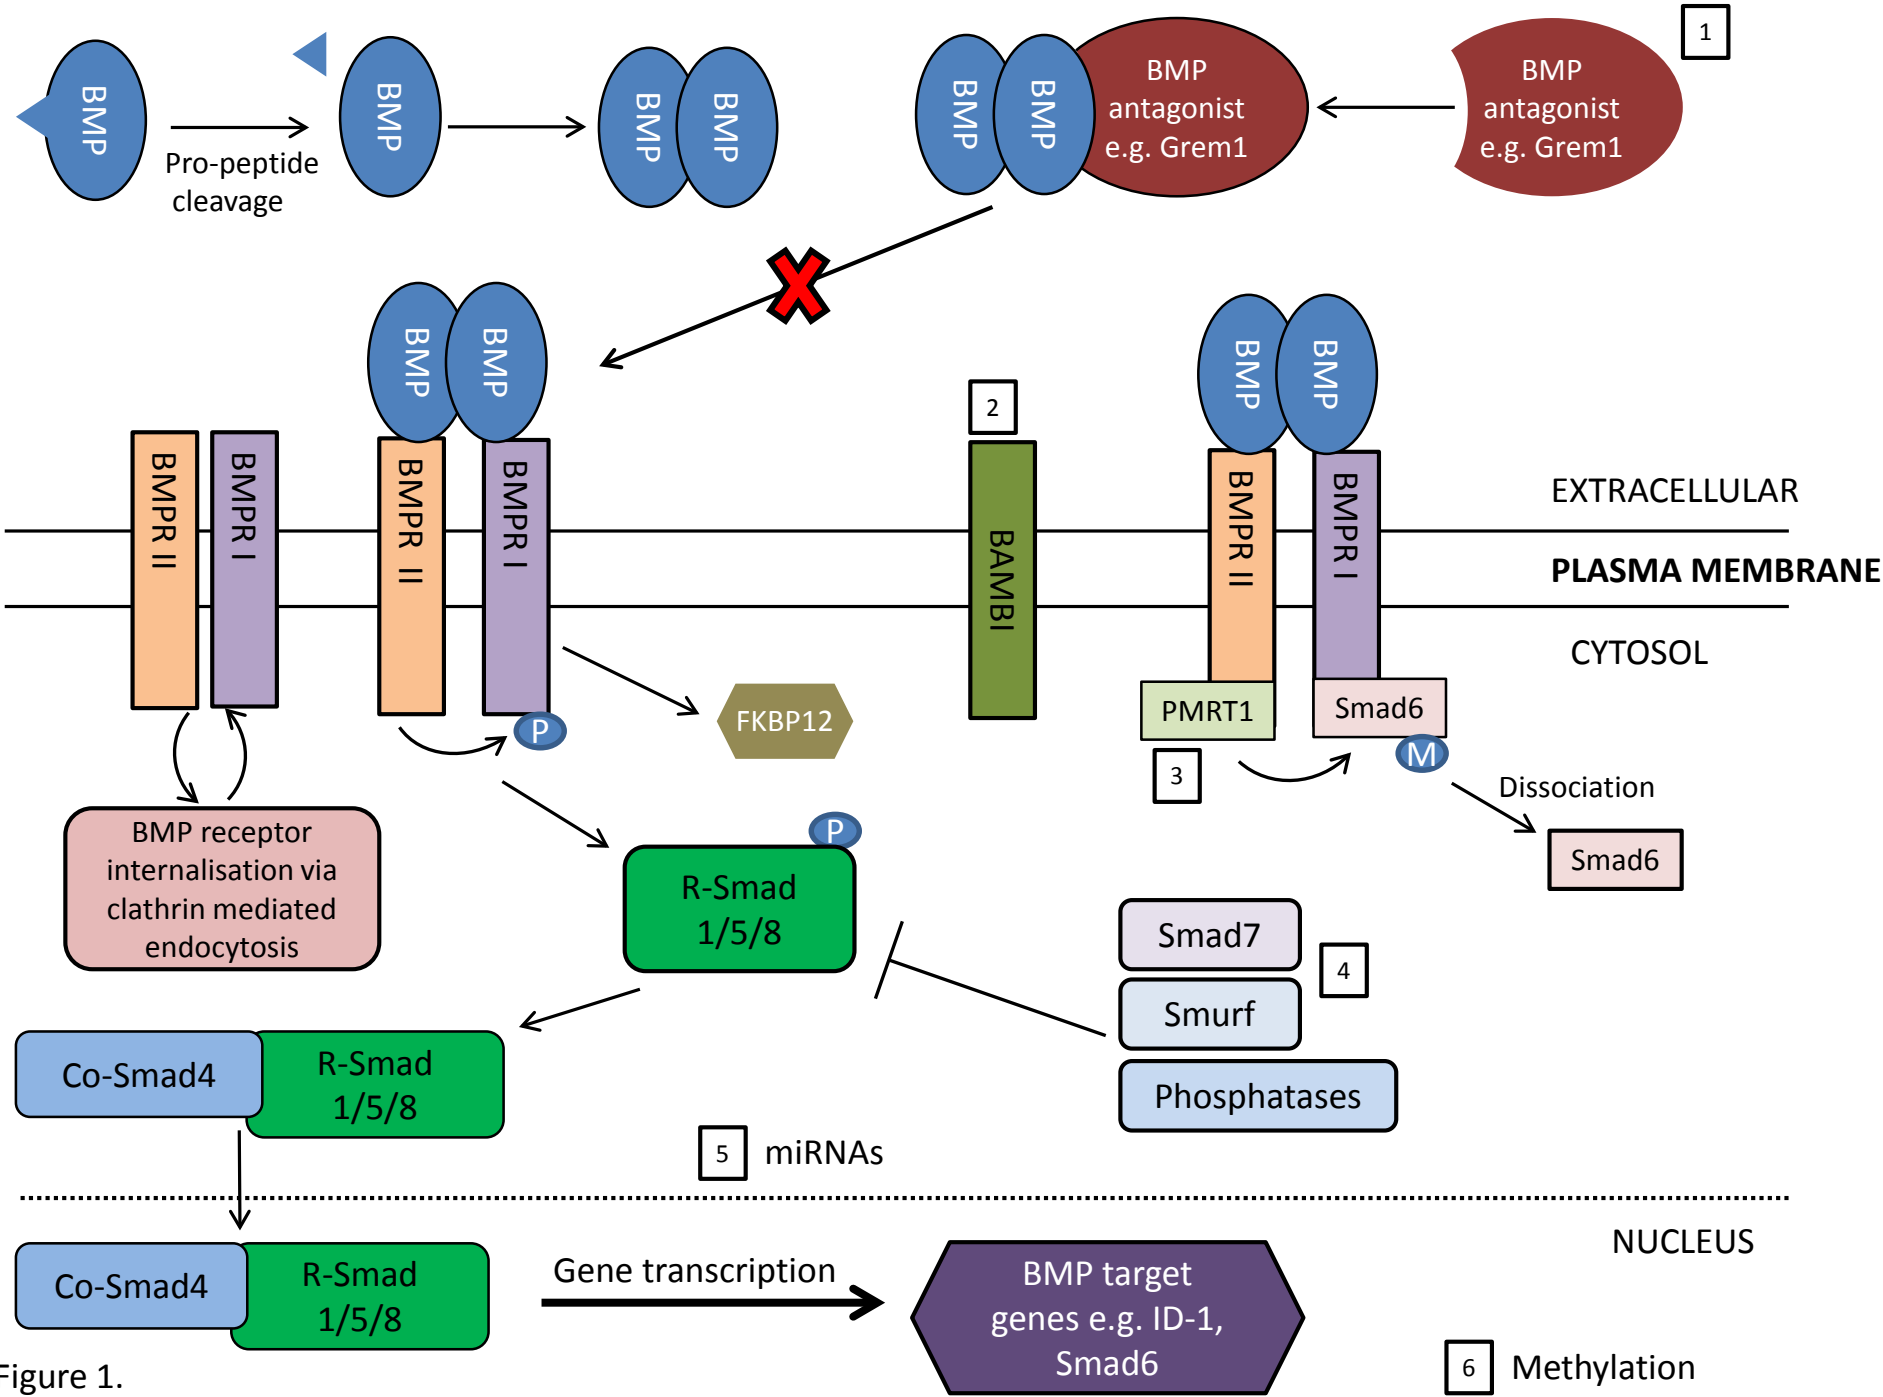 BMP
Pro-peptide
cleavage
BMP
BMP
BMP
BMP
BMP
BMP
antagonist
e.g. Grem1
BMP
antagonist
e.g. Grem1
1
BMP
BMP
BMP
BMP
2
BMPR II
BMPR I
BMPR II
BMPR I
BAMBI
BMPR II
BMPR I
EXTRACELLULAR
PLASMA MEMBRANE
CYTOSOL
P
FKBP12
PMRT1
Smad6
3
M
Dissociation
Smad6
BMP receptor
internalisation via
clathrin mediated
endocytosis
P
R-Smad
1/5/8
Smad7
4
Smurf
Phosphatases
Co-Smad4
R-Smad
1/5/8
5
miRNAs
NUCLEUS
Co-Smad4
R-Smad
1/5/8
Gene transcription
BMP target
genes e.g. ID-1,
Smad6
6
Methylation
Figure 1.